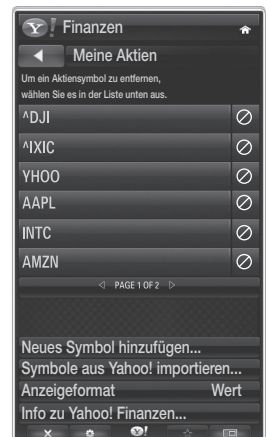 Y! Finanzen
Meine Aktien
Um ein Aktiensymbol zu entfernen,
wählen Sie es in der Liste unten aus.
^DJI
^IXIC
YHOO
AAPL
INTC
AMZN
PAGE 1 OF 2
Neues Symbol hinzufügen...
Symbole aus Yahoo! importieren...
Anzeigeformat Wert
Info zu Yahoo! Finanzen...
Y!